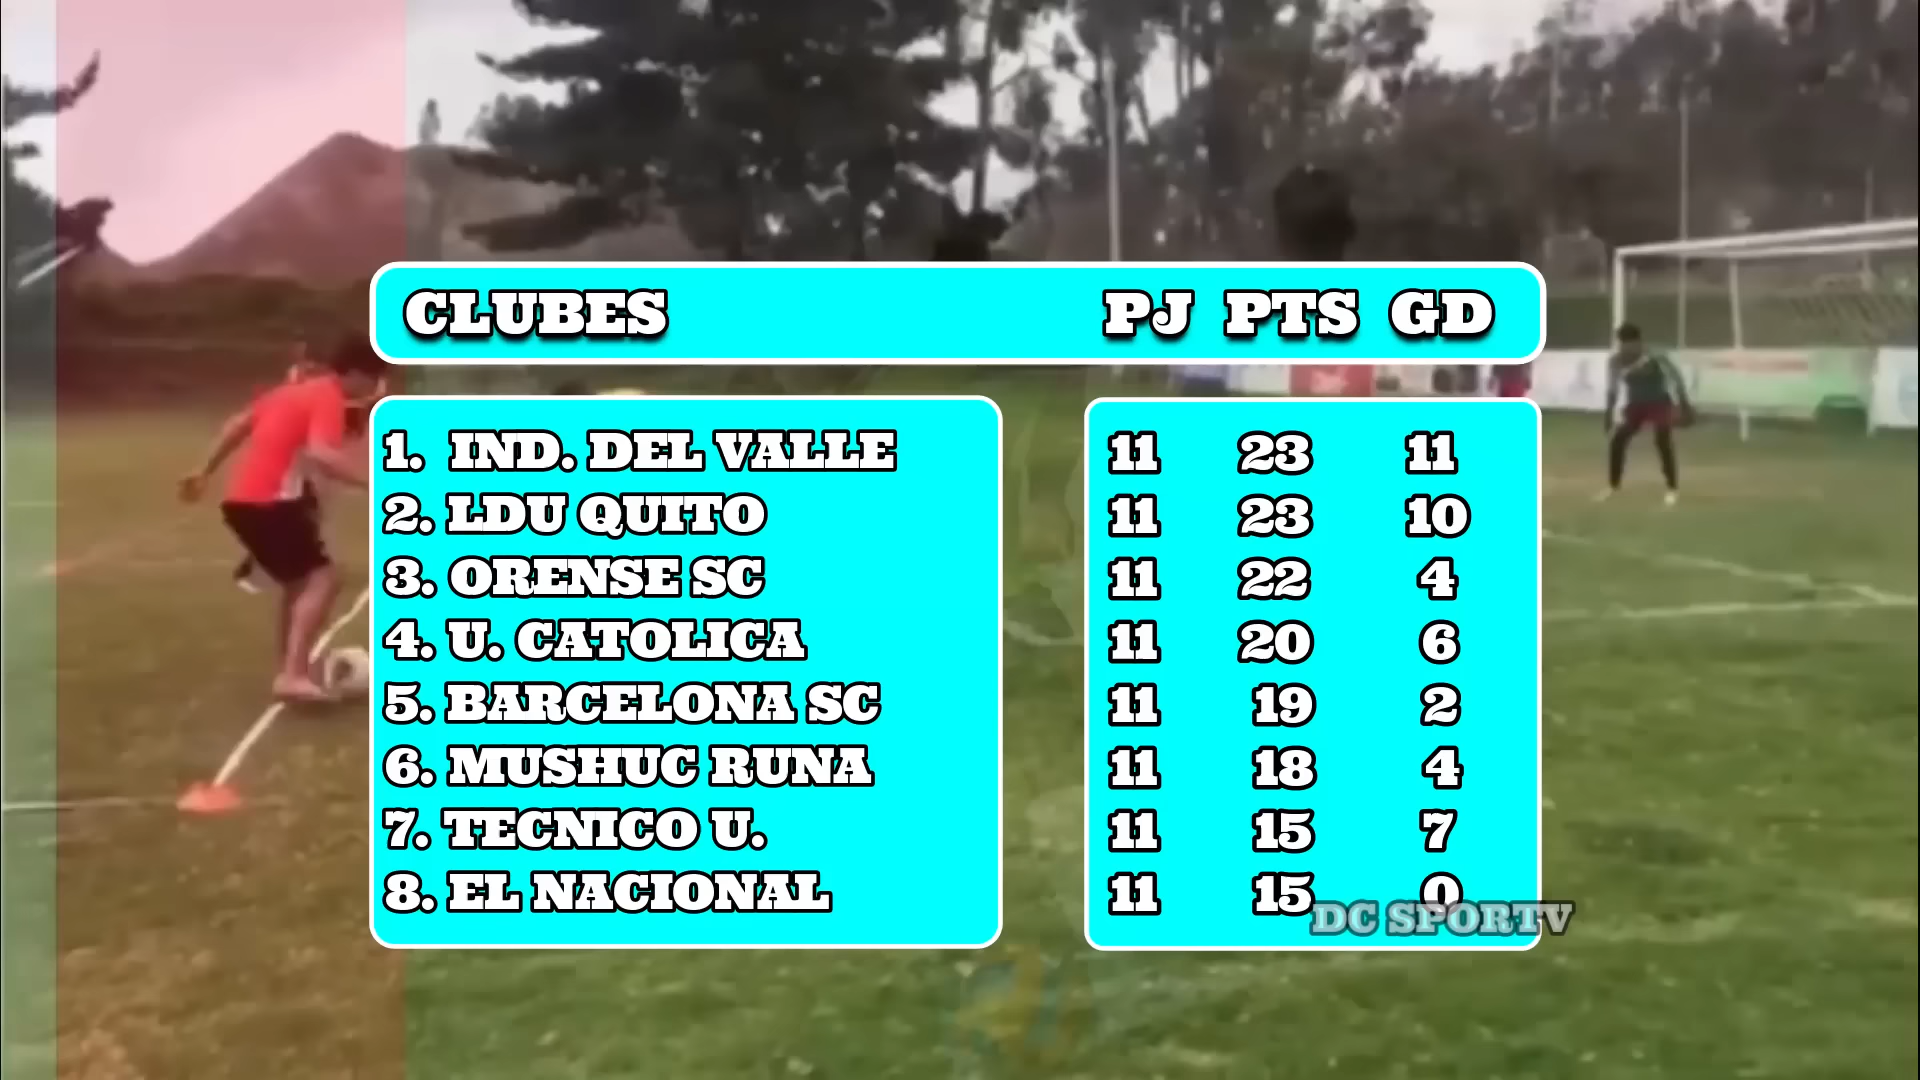 CLUBES PJ PTS GD
1. IND. DEL VALLE 11 23 11
2. LDU QUITO 11 23 10
3. ORENSE SC 11 22 4
4. U. CATOLICA 11 20 6
5. BARCELONA SC 11 19 2
6. MUSHUC RUNA 11 18 4
7. TECNICO U. 11 15 7
8. EL NACIONAL 11 15 0
DC SPORTV